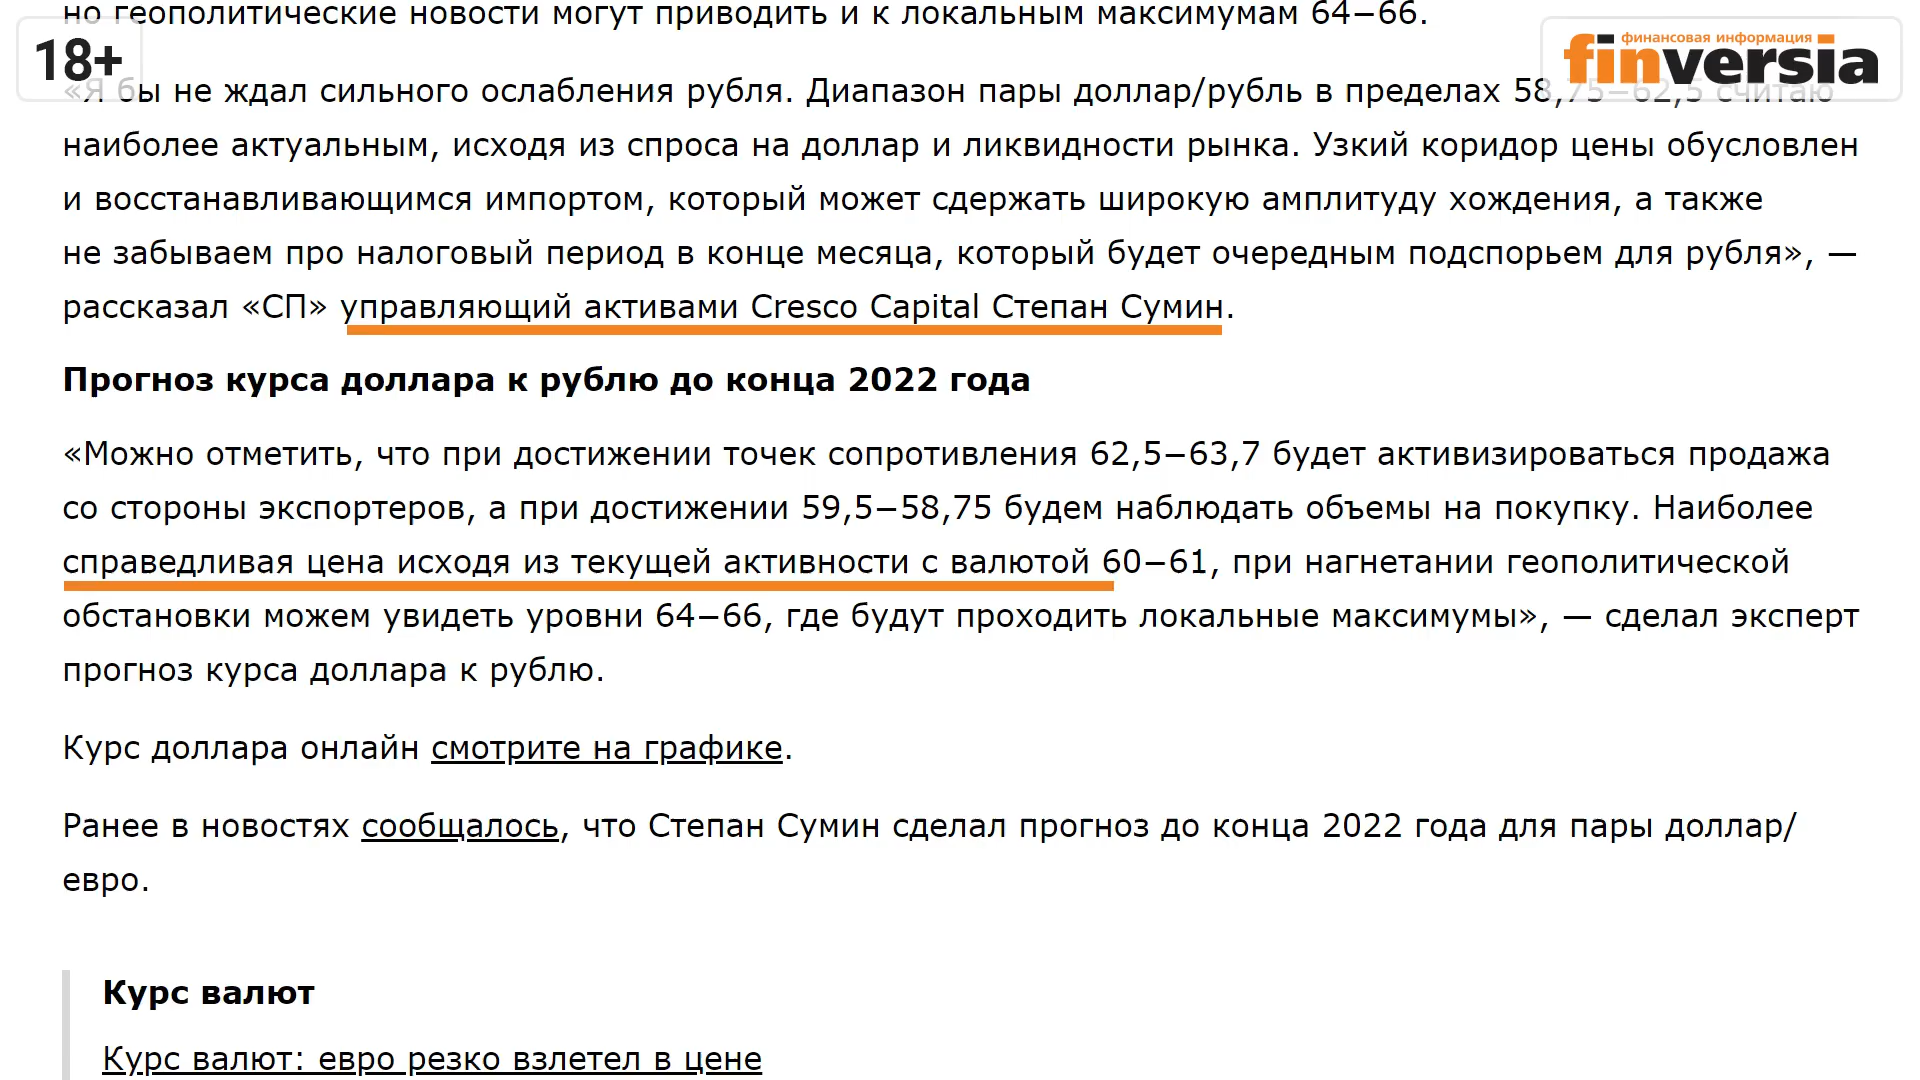 но геополитические новости могут приводить и к локальным максимумам 64−66.
18+
финансовая информация
finversia
«Я бы не ждал сильного ослабления рубля. Диапазон пары доллар/рубль в пределах 58,75−62,5 считаю
наиболее актуальным, исходя из спроса на доллар и ликвидности рынка. Узкий коридор цены обусловлен
и восстанавливающимся импортом, который может сдержать широкую амплитуду хождения, а также
не забываем про налоговый период в конце месяца, который будет очередным подспорьем для рубля», —
рассказал «СП» управляющий активами Cresco Capital Степан Сумин.
Прогноз курса доллара к рублю до конца 2022 года
«Можно отметить, что при достижении точек сопротивления 62,5−63,7 будет активизироваться продажа
со стороны экспортеров, а при достижении 59,5−58,75 будем наблюдать объемы на покупку. Наиболее
справедливая цена исходя из текущей активности с валютой 60−61, при нагнетании геополитической
обстановки можем увидеть уровни 64−66, где будут проходить локальные максимумы», — сделал эксперт
прогноз курса доллара к рублю.
Курс доллара онлайн смотрите на графике.
Ранее в новостях сообщалось, что Степан Сумин сделал прогноз до конца 2022 года для пары доллар/
евро.
Курс валют
Курс валют: евро резко взлетел в цене